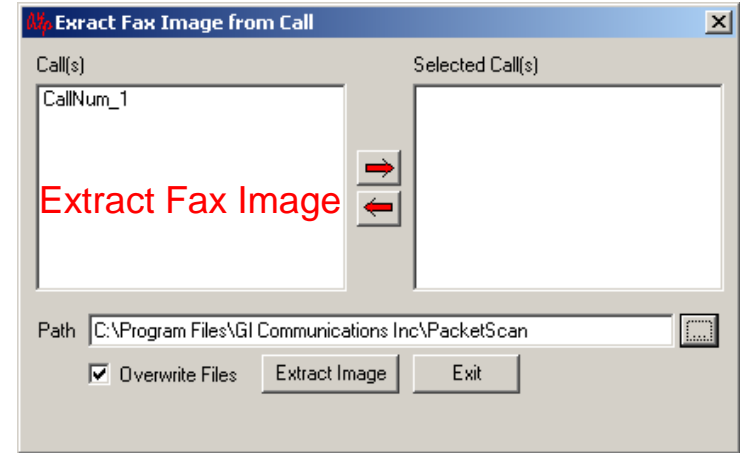 Exract Fax Image from Call
Call(s)
Selected Call(s)
CallNum_1
Extract Fax Image
Path C:\Program Files\GI Communications Inc\PacketScan ...
Overwrite Files Extract Image Exit